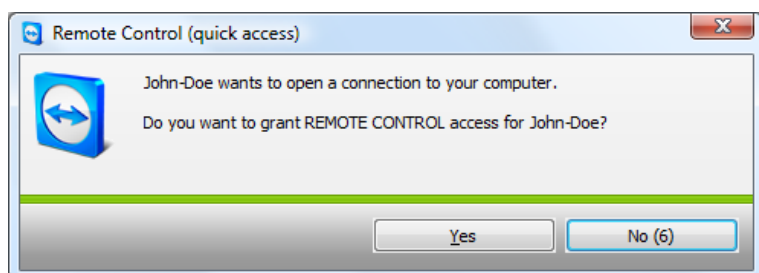 Remote Control (quick access)
John-Doe wants to open a connection to your computer.
Do you want to grant REMOTE CONTROL access for John-Doe?
Yes
No (6)